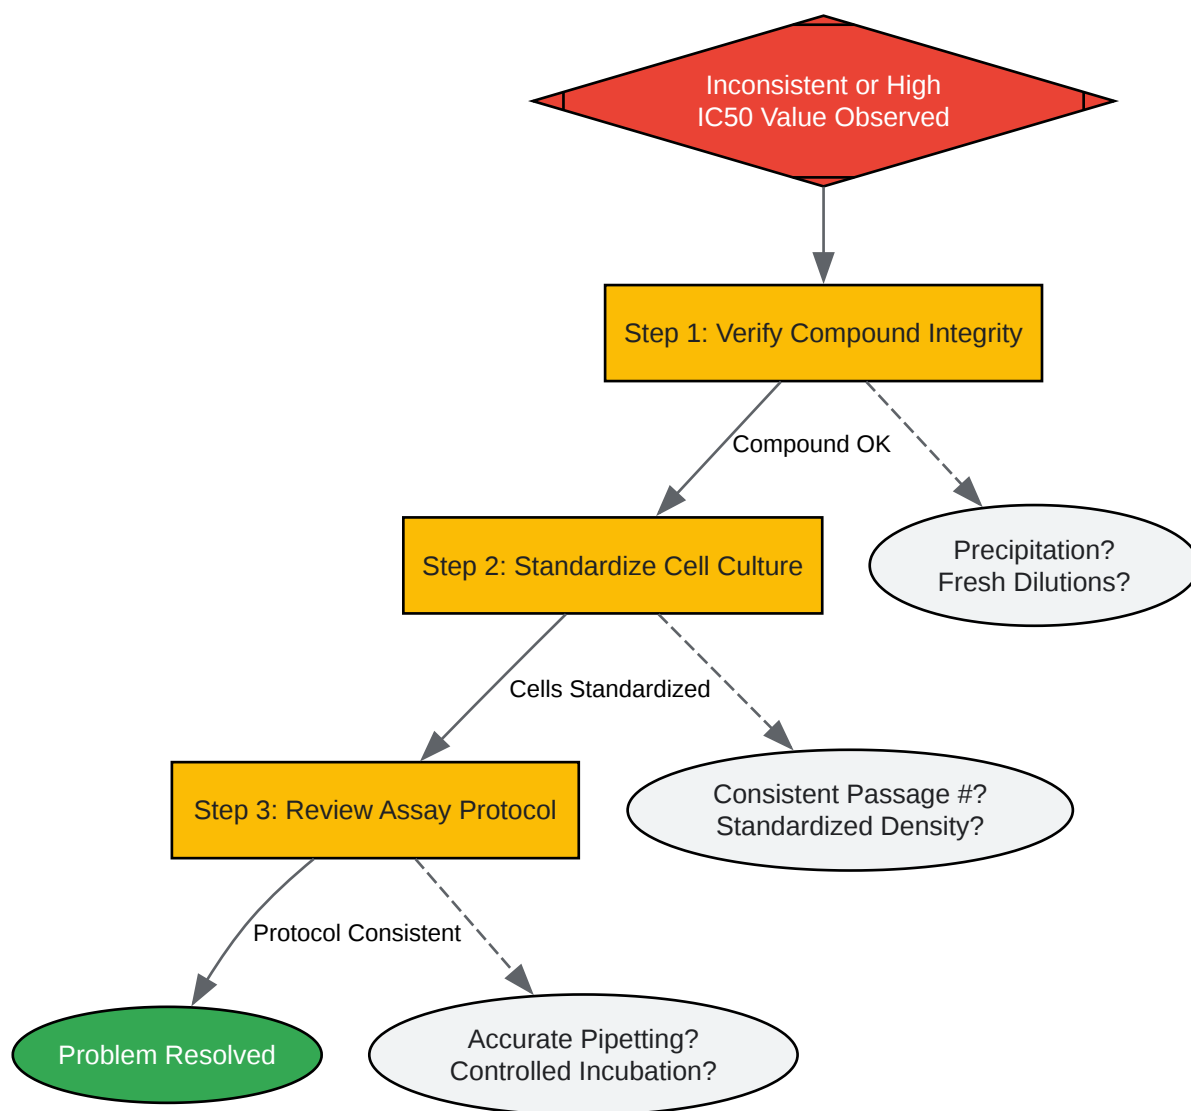 Inconsistent or High
IC50 Value Observed
Step 1: Verify Compound Integrity
Compound OK
Step 2: Standardize Cell Culture
Precipitation?
Fresh Dilutions?
Cells Standardized
Step 3: Review Assay Protocol
Consistent Passage #?
Standardized Density?
Protocol Consistent
Problem Resolved
Accurate Pipetting?
Controlled Incubation?